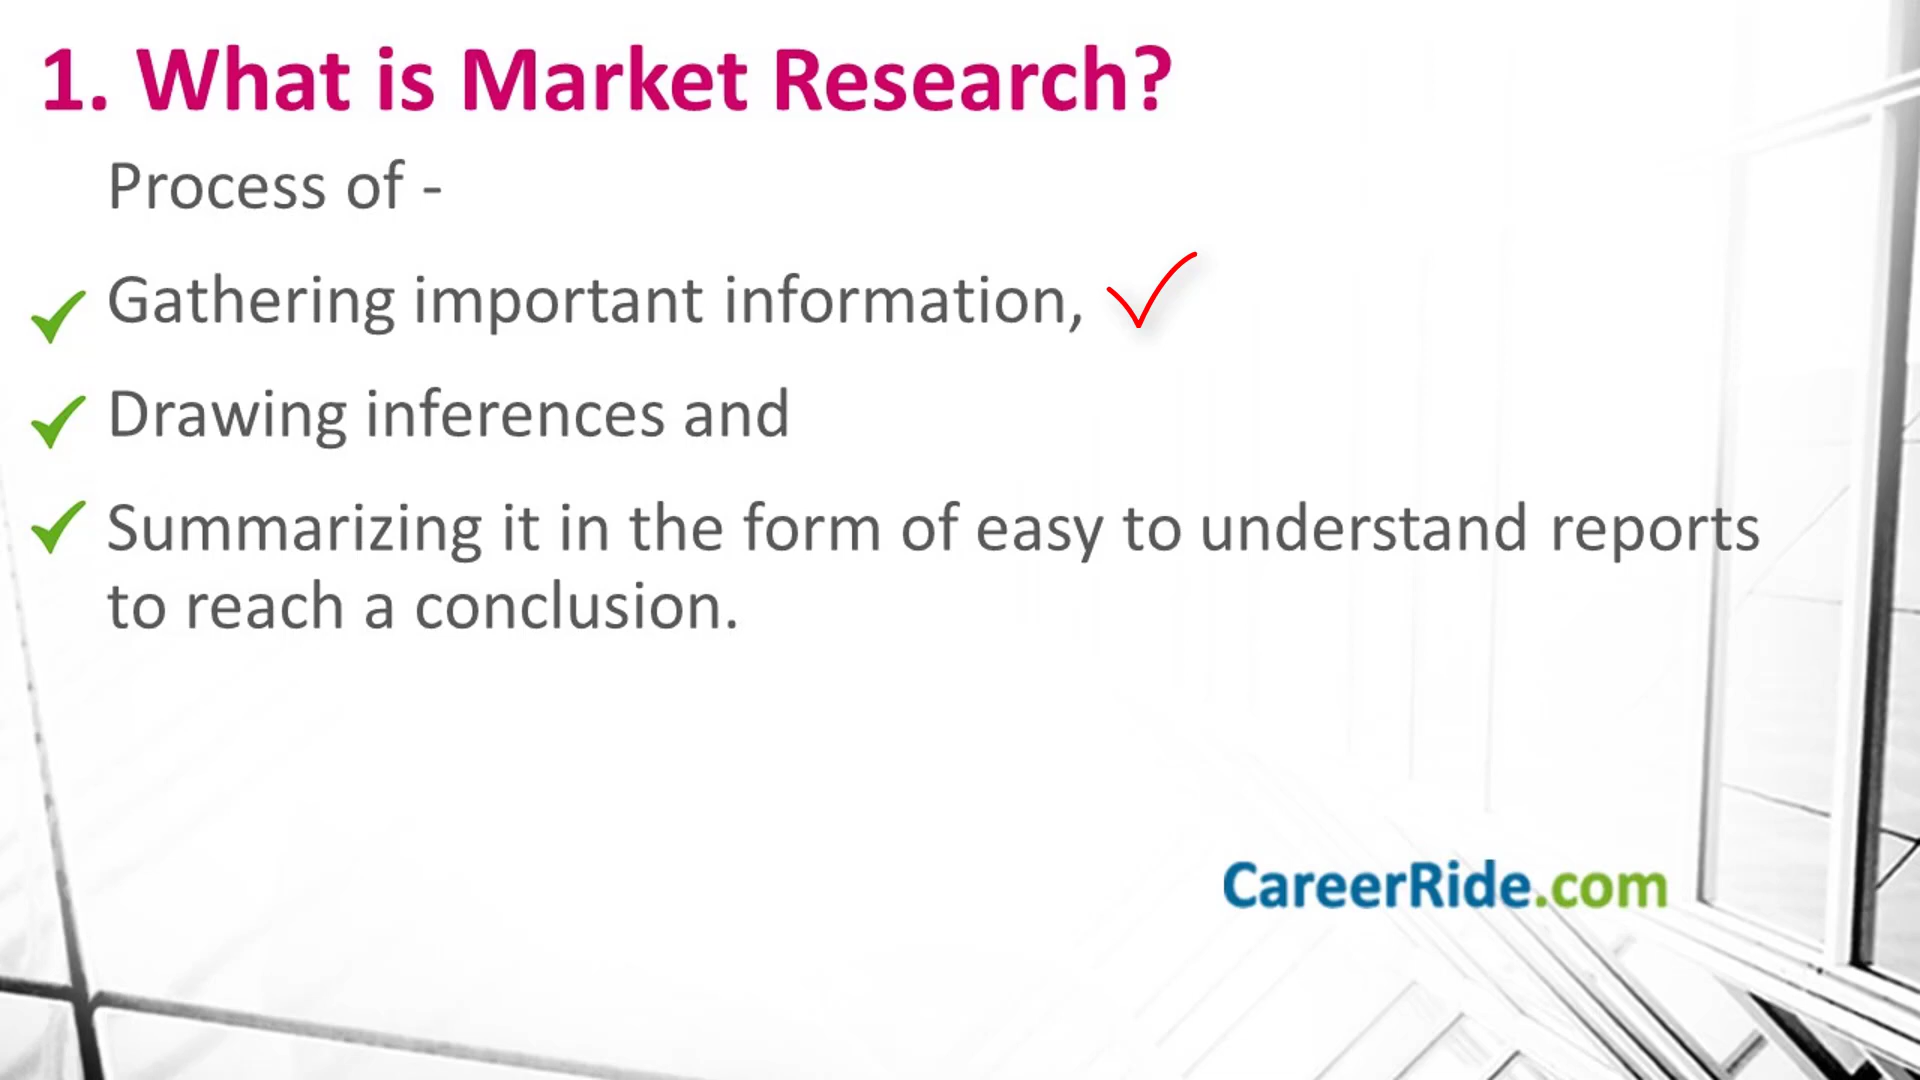 1. What is Market Research?
Process of -
Gathering important information,
Drawing inferences and
Summarizing it in the form of easy to understand reports
to reach a conclusion.
CareerRide.com